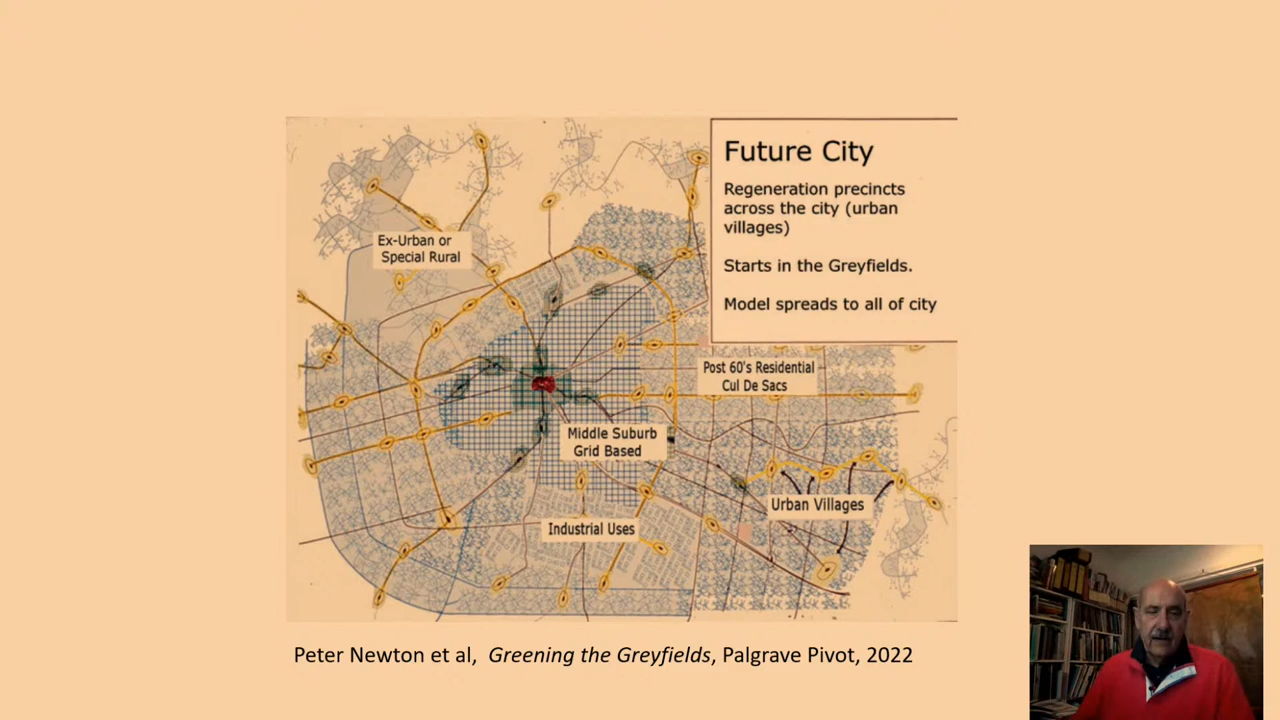 Future City
Regeneration precincts
across the city (urban
villages)
Starts in the Greyfields.
Model spreads to all of city
Ex-Urban or
Special Rural
Post 60's Residential
Cul De Sacs
Middle Suburb
Grid Based
Urban Villages
Industrial Uses
Peter Newton et al, Greening the Greyfields, Palgrave Pivot, 2022